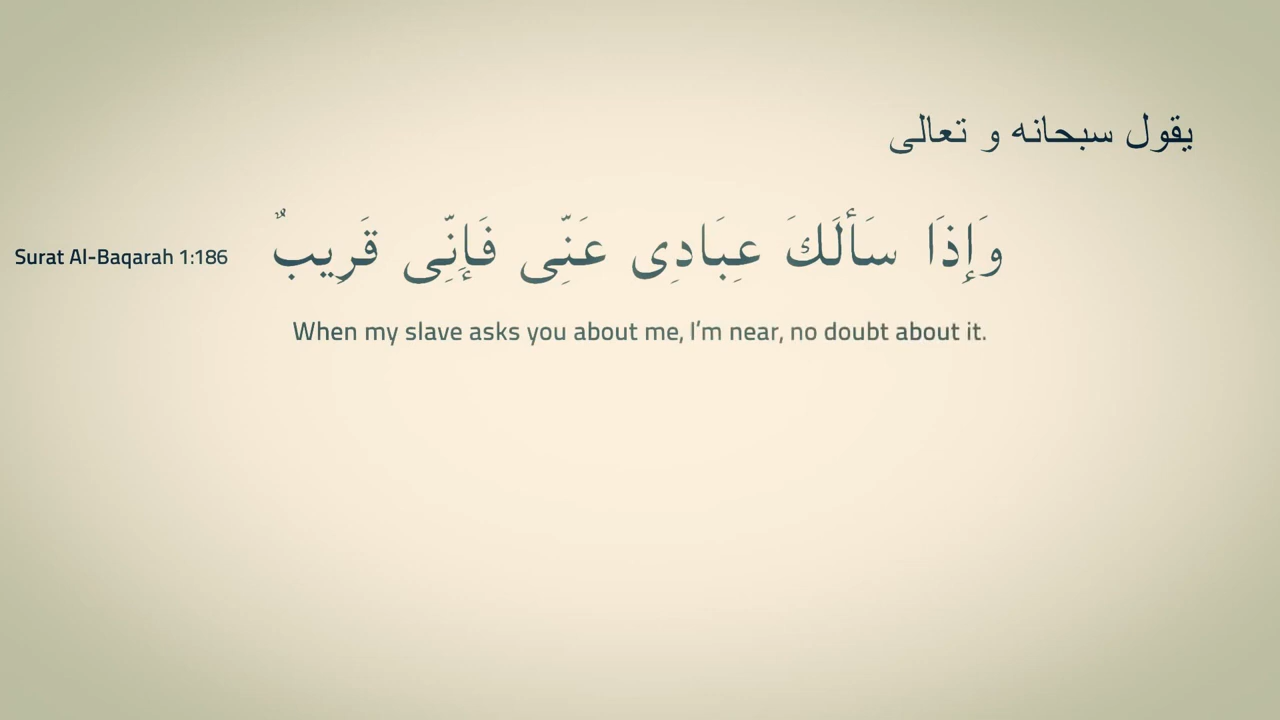 يقول سبحانه و تعالى
وَإِذَا سَأَلَكَ عِبَادِى عَنِّى فَإِنِّى قَرِيبٌ
Surat Al-Baqarah 1:186
When my slave asks you about me, I'm near, no doubt about it.